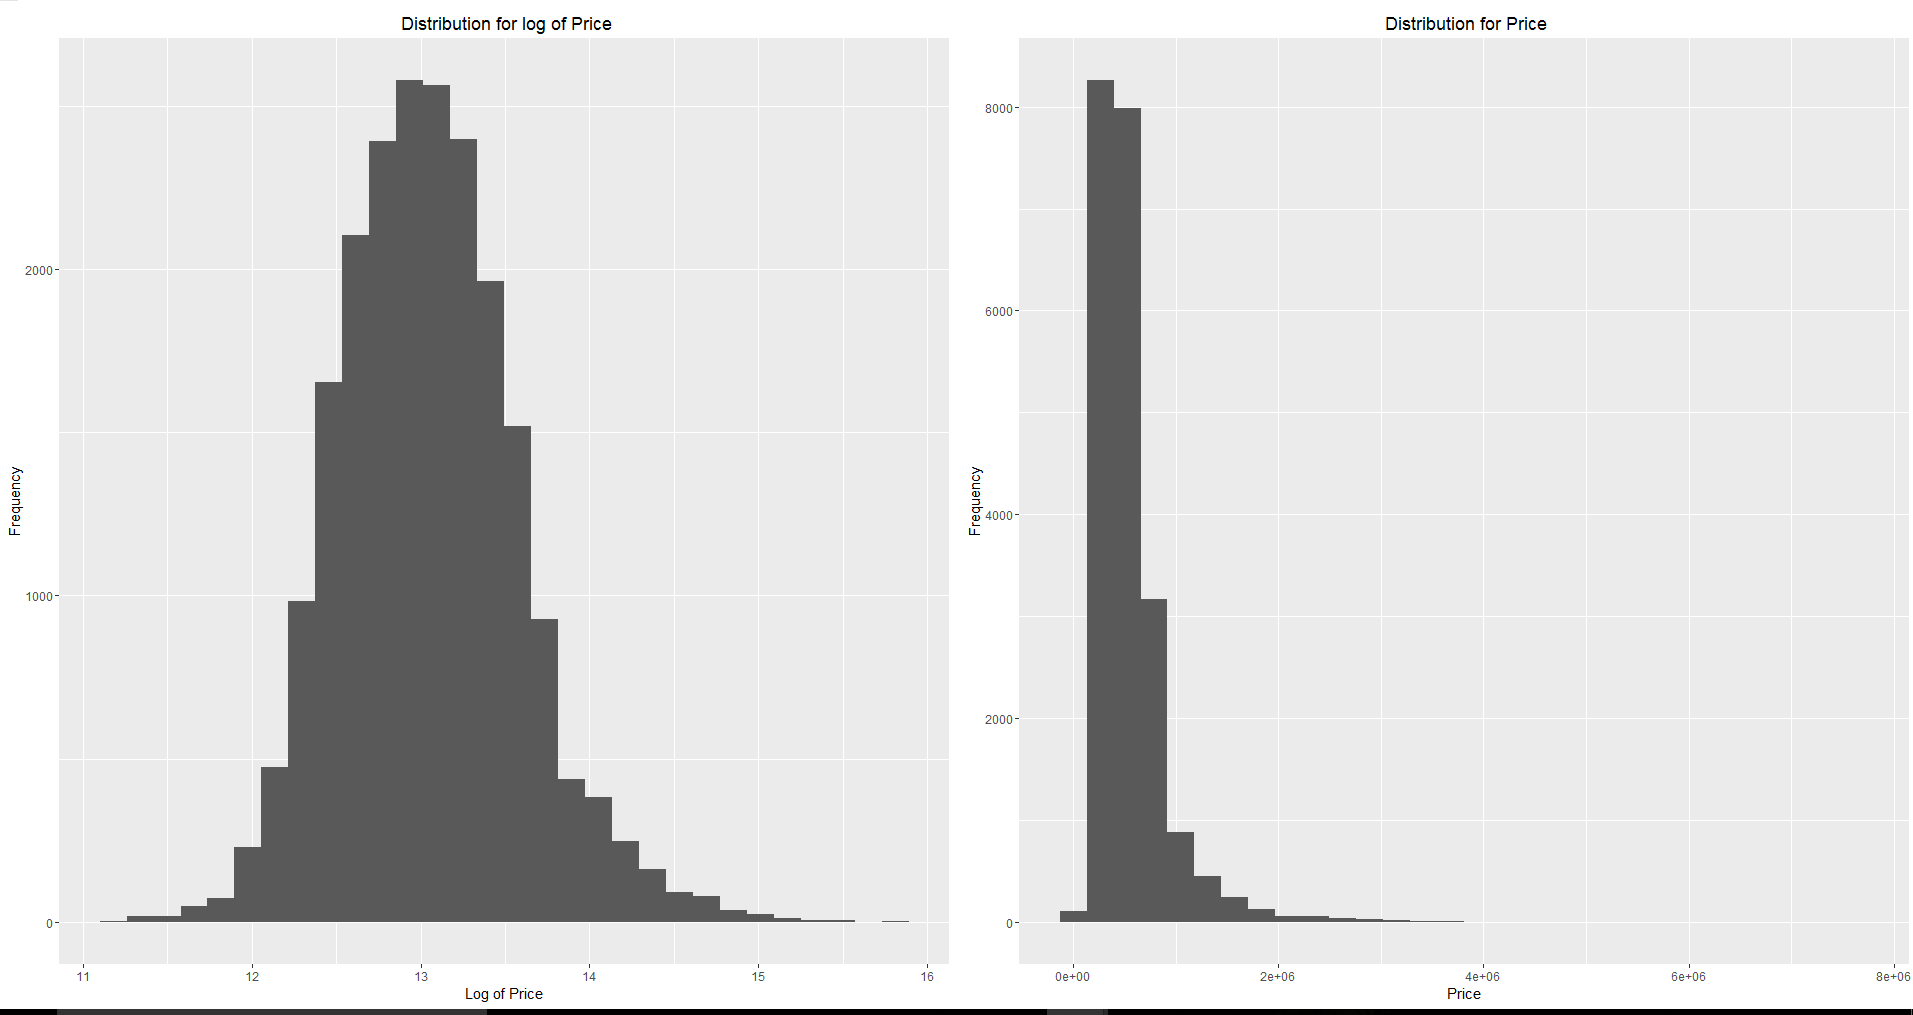 Distribution for log of Price
Frequency
2000
1000
0
11 12 13 14 15 16
Log of Price
Distribution for Price
Frequency
8000
6000
4000
2000
0
0e+00 2e+06 4e+06 6e+06 8e+06
Price